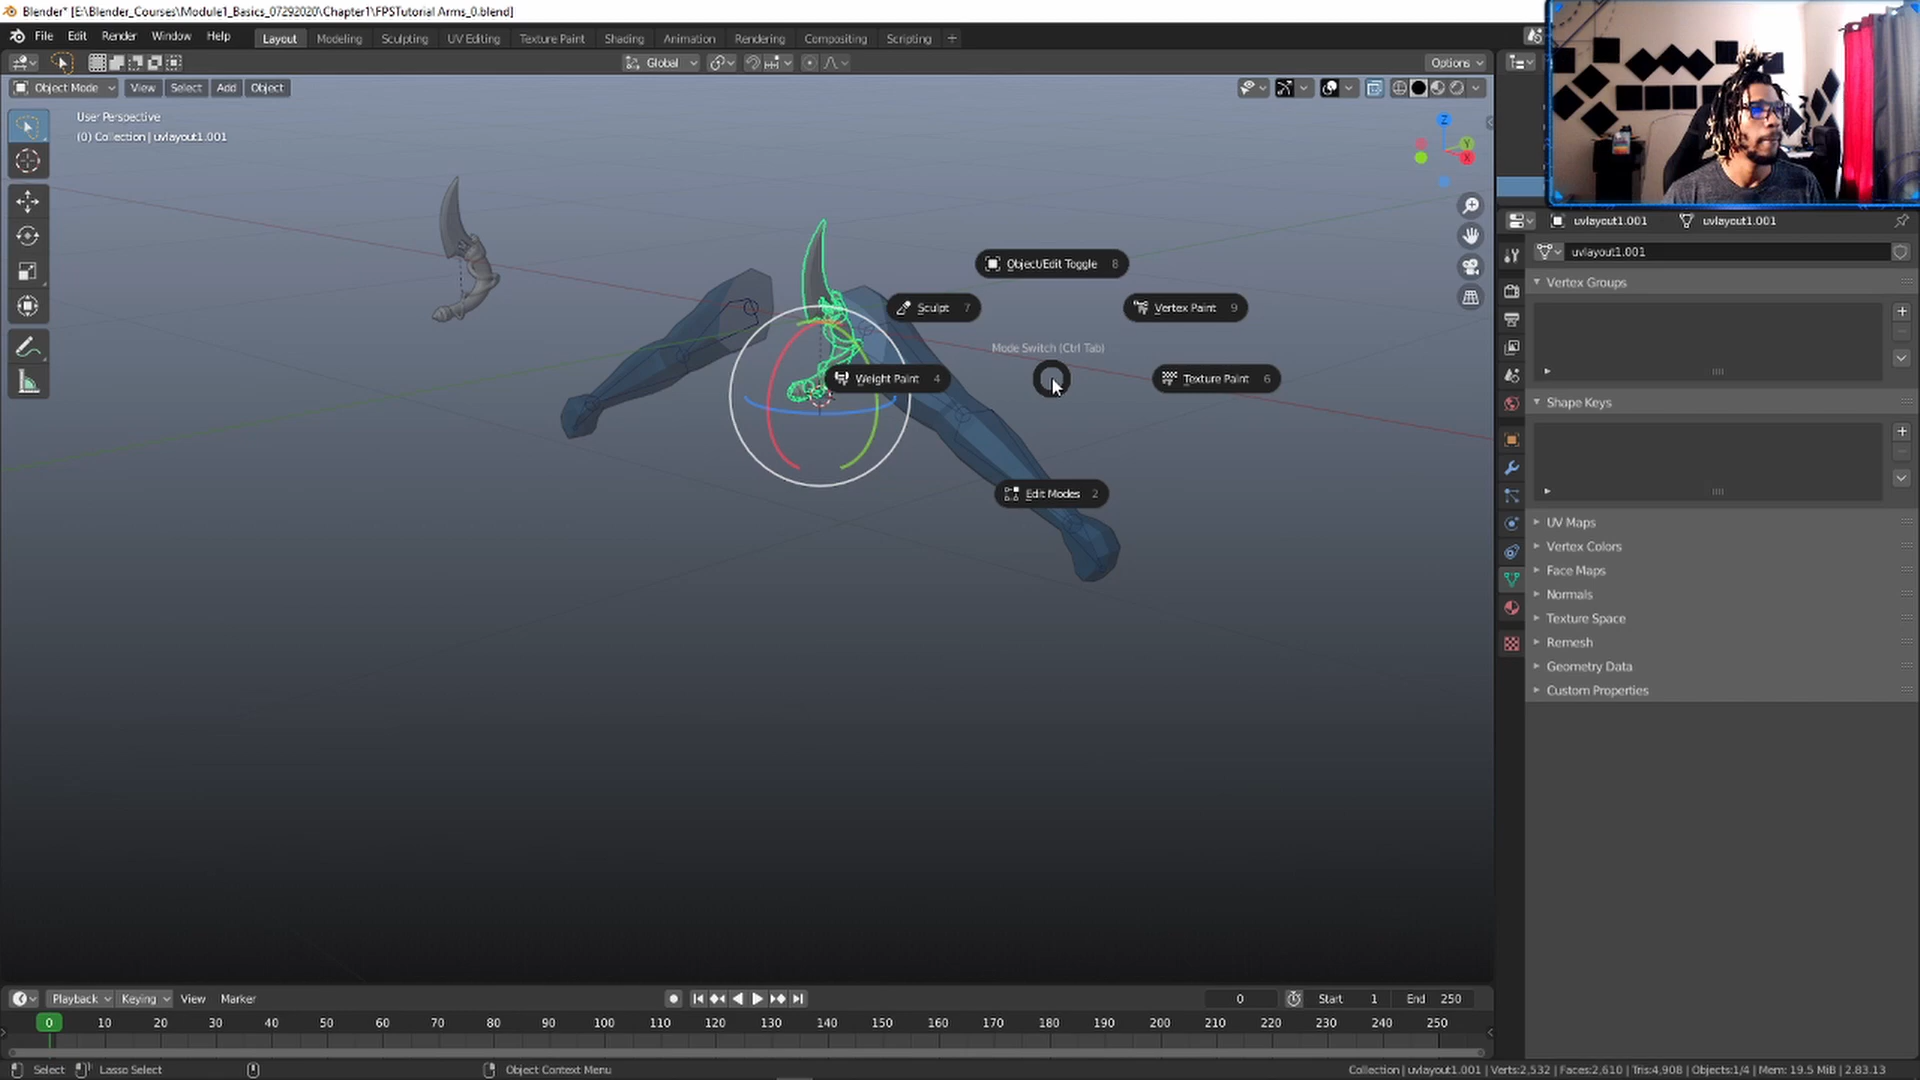 Blender* [E:\Blender_Courses\Module1_Basics_07292020\Chapter1\FPSTutorial Arms_0.blend]
File Edit Render Window Help Layout Modeling Sculpting UV Editing Texture Paint Shading Animation Rendering Compositing Scripting +
Global Options
Object Mode View Select Add Object
User Perspective
(0) Collection | uvlayout1.001
Z
Y
X
Object/Edit Toggle 8
Sculpt 7
Vertex Paint 9
Mode Switch (Ctrl Tab)
Weight Paint 4
Texture Paint 6
Edit Modes 2
uvlayout1.001 uvlayout1.001
uvlayout1.001
Vertex Groups
Shape Keys
UV Maps
Vertex Colors
Face Maps
Normals
Texture Space
Remesh
Geometry Data
Custom Properties
Playback Keying View Marker 0 Start 1 End 250
0 10 20 30 40 50 60 70 80 90 100 110 120 130 140 150 160 170 180 190 200 210 220 230 240 250
Select Lasso Select Object Context Menu Collection | uvlayout1.001 | Verts:2,532 | Faces:2,610 | Tris:4,908 | Objects:1/4 | Mem: 19.5 MiB | 2.83.13